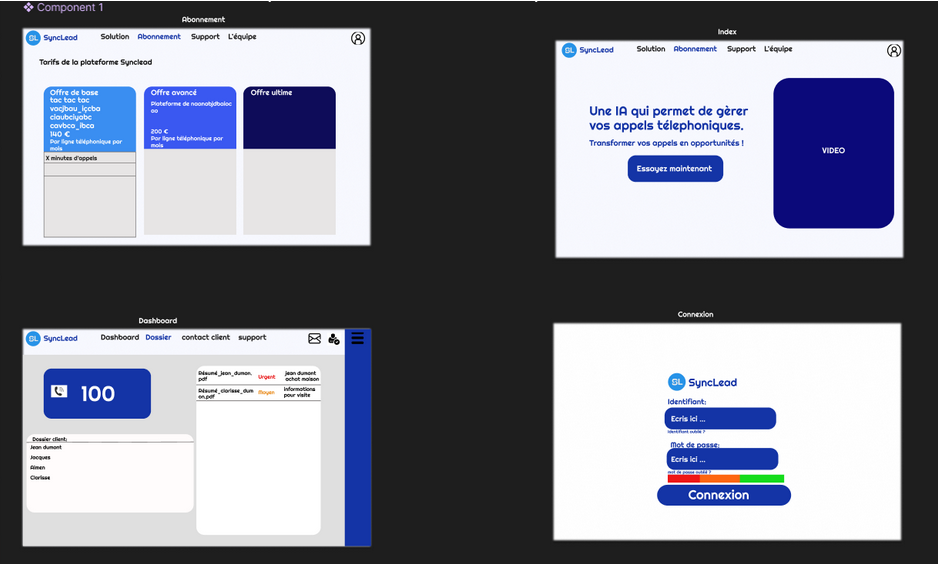 Component 1
Abonnement
SL SyncLead
Solution Abonnement Support L'équipe
Tarifs de la plateforme Synclead
Offre de base
tac tac tac
vacjbou_iccba
ciaubciyabc
cavbca_ibca
140 €
Par ligne téléphonique par
mois
X minutes d'appels
Offre avancé
Plateforme de naonobjdbaioc
oo
200 €
Par ligne téléphonique par
mois
Offre ultime
Index
SL SyncLead
Solution Abonnement Support L'équipe
Une IA qui permet de gèrer
vos appels télephoniques.
Transformer vos appels en opportunités !
Essayez maintenant
VIDEO
Dashboard
SL SyncLead
Dashboard Dossier contact client support
100
Dossier client:
Jean dumont
Jacques
Aimen
Clarisse
Résumé_jean_dumon.
pdf
Urgent
jean dumont
achat maison
Résumé_clarisse_dum
on.pdf
Moyen
informations
pour visite
Connexion
SL SyncLead
Identifiant:
Ecris ici ...
Identifiant oublié ?
Mot de passe:
Ecris ici ...
mot de passe oublié ?
Connexion